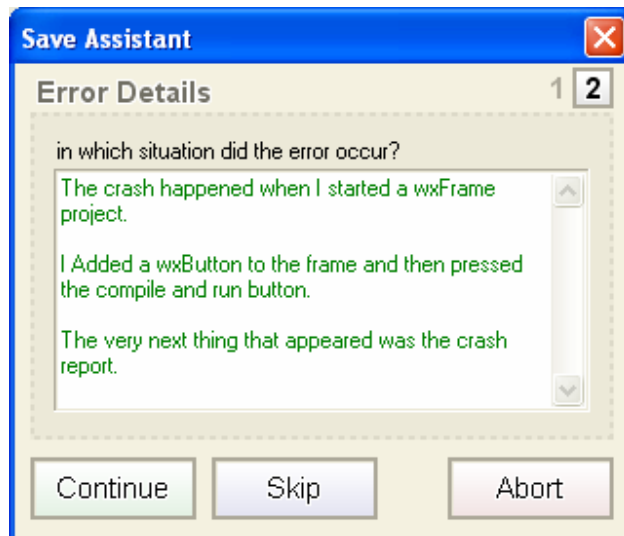 Save Assistant
Error Details
1 2
in which situation did the error occur?
The crash happened when I started a wxFrame
project.
I Added a wxButton to the frame and then pressed
the compile and run button.
The very next thing that appeared was the crash
report.
Continue Skip Abort